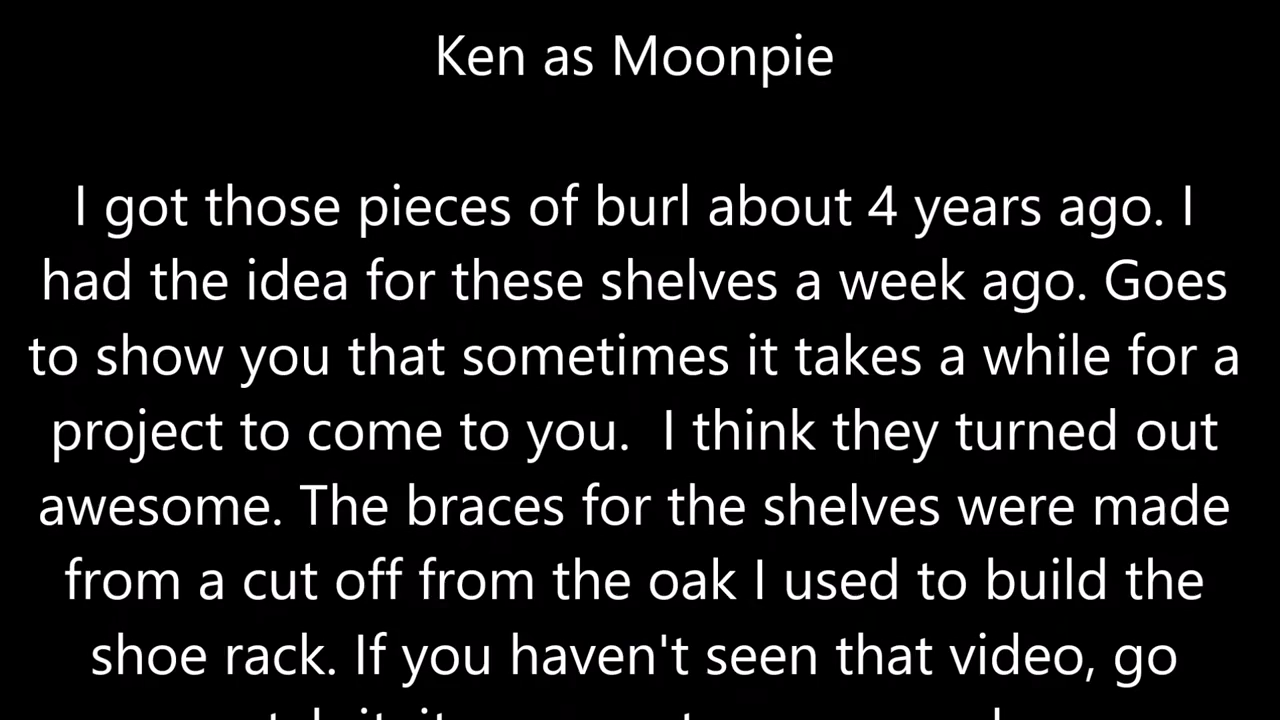 Ken as Moonpie
I got those pieces of burl about 4 years ago. I
had the idea for these shelves a week ago. Goes
to show you that sometimes it takes a while for a
project to come to you.  I think they turned out
awesome. The braces for the shelves were made
from a cut off from the oak I used to build the
shoe rack. If you haven't seen that video, go